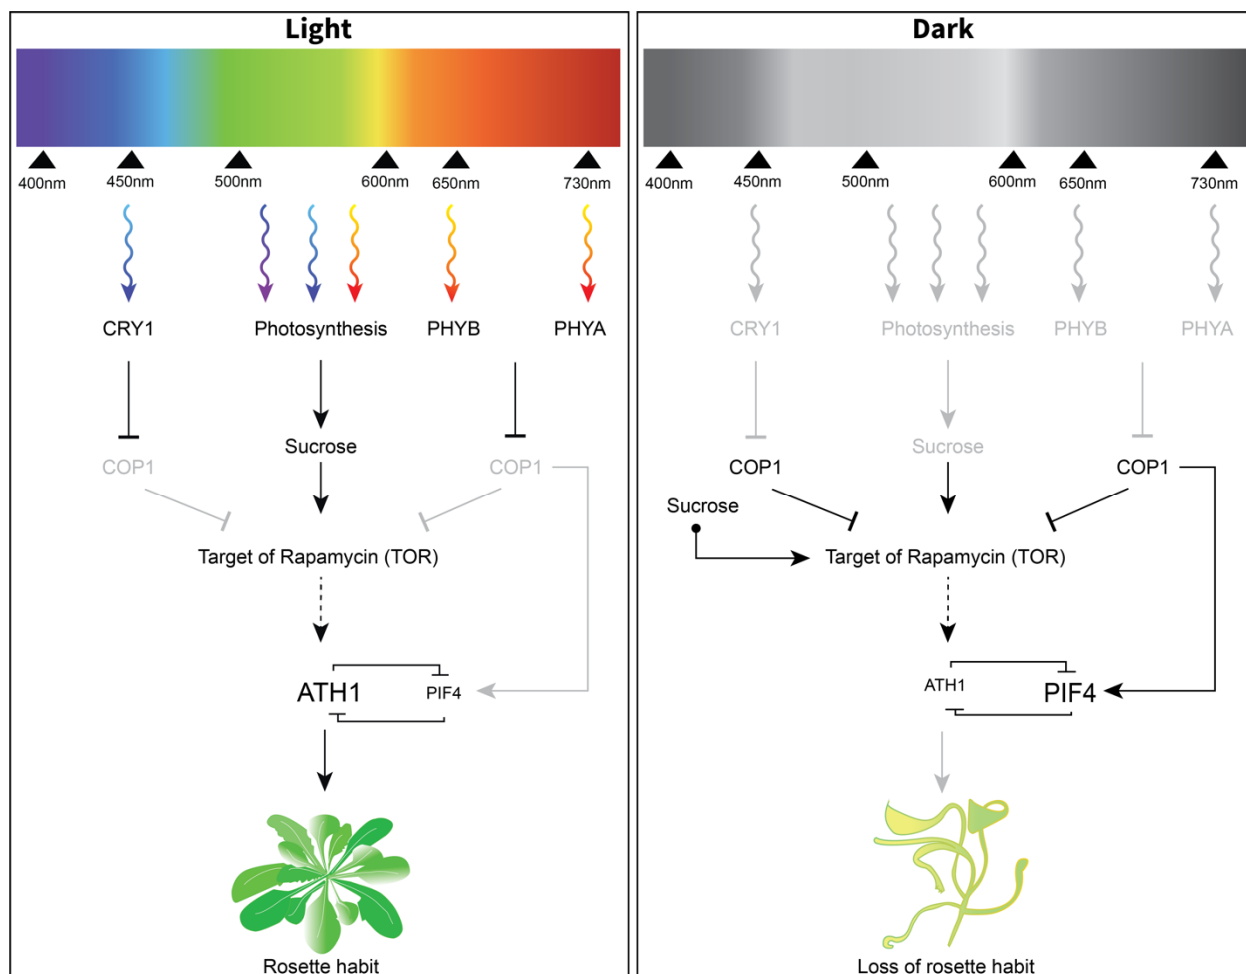 Light
400nm 450nm 500nm 600nm 650nm 730nm
CRY1 Photosynthesis PHYB PHYA
Sucrose
COP1 COP1
Target of Rapamycin (TOR)
ATH1 PIF4
Rosette habit
Dark
400nm 450nm 500nm 600nm 650nm 730nm
CRY1 Photosynthesis PHYB PHYA
Sucrose
COP1 COP1
Sucrose
Target of Rapamycin (TOR)
ATH1 PIF4
Loss of rosette habit